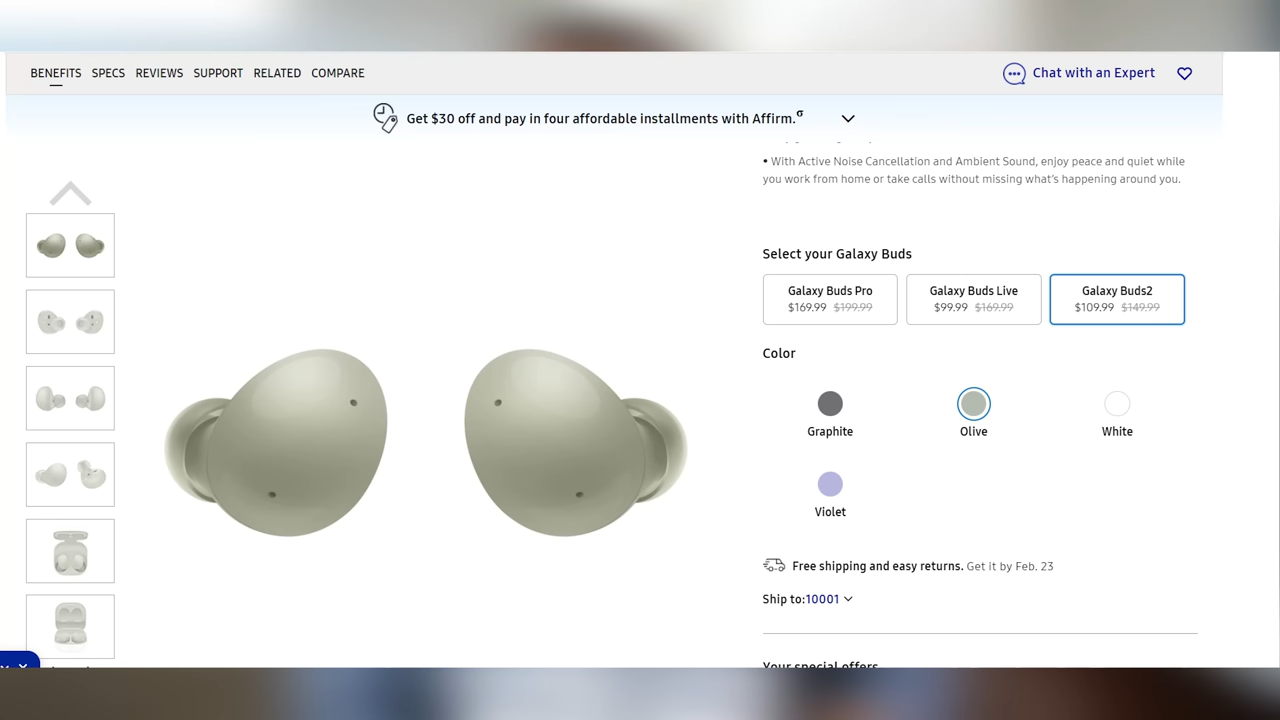 BENEFITS SPECS REVIEWS SUPPORT RELATED COMPARE
Chat with an Expert
Get $30 off and pay in four affordable installments with Affirm.σ
• With Active Noise Cancellation and Ambient Sound, enjoy peace and quiet while
you work from home or take calls without missing what's happening around you.
Select your Galaxy Buds
Galaxy Buds Pro
$169.99 $199.99
Galaxy Buds Live
$99.99 $169.99
Galaxy Buds2
$109.99 $149.99
Color
Graphite
Olive
White
Violet
Free shipping and easy returns. Get it by Feb. 23
Ship to:10001
Your special offers